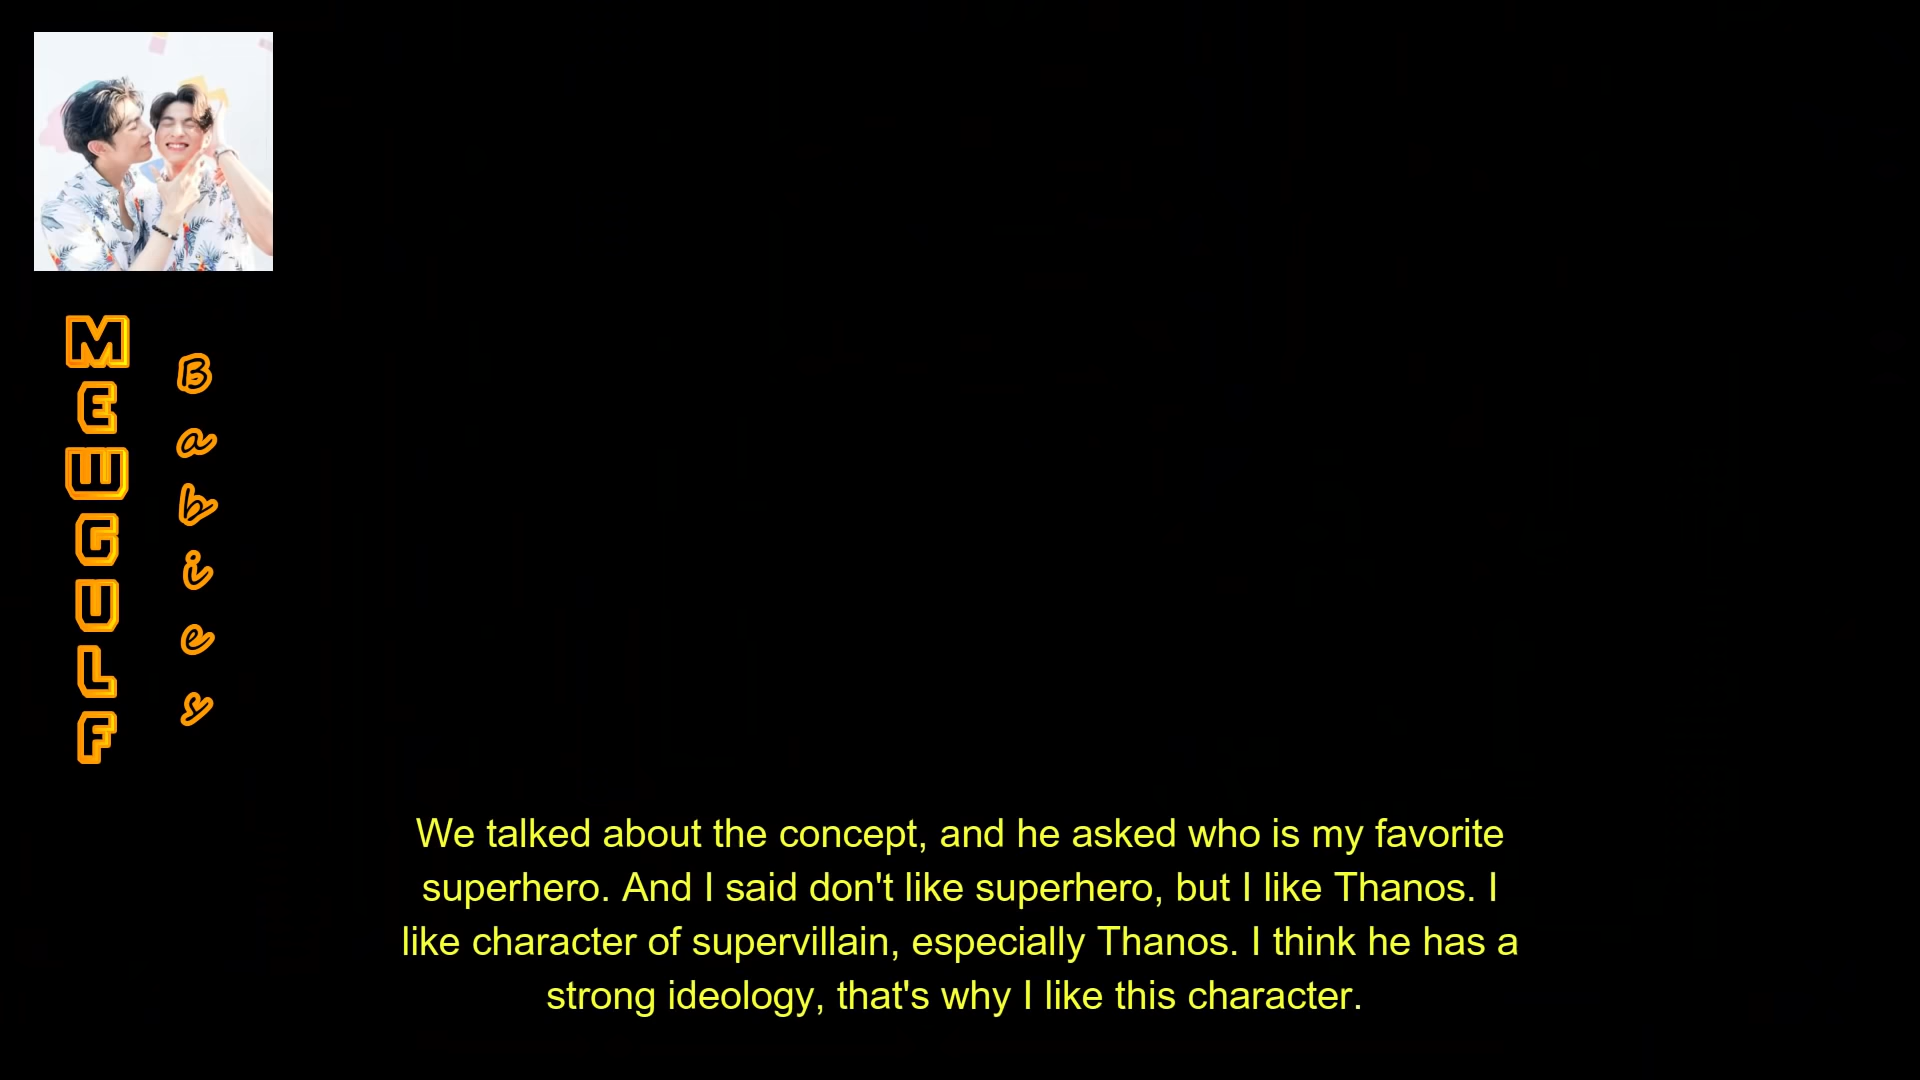 MEWGULF
Babies
We talked about the concept, and he asked who is my favorite
superhero. And I said don't like superhero, but I like Thanos. I
like character of supervillain, especially Thanos. I think he has a
strong ideology, that's why I like this character.